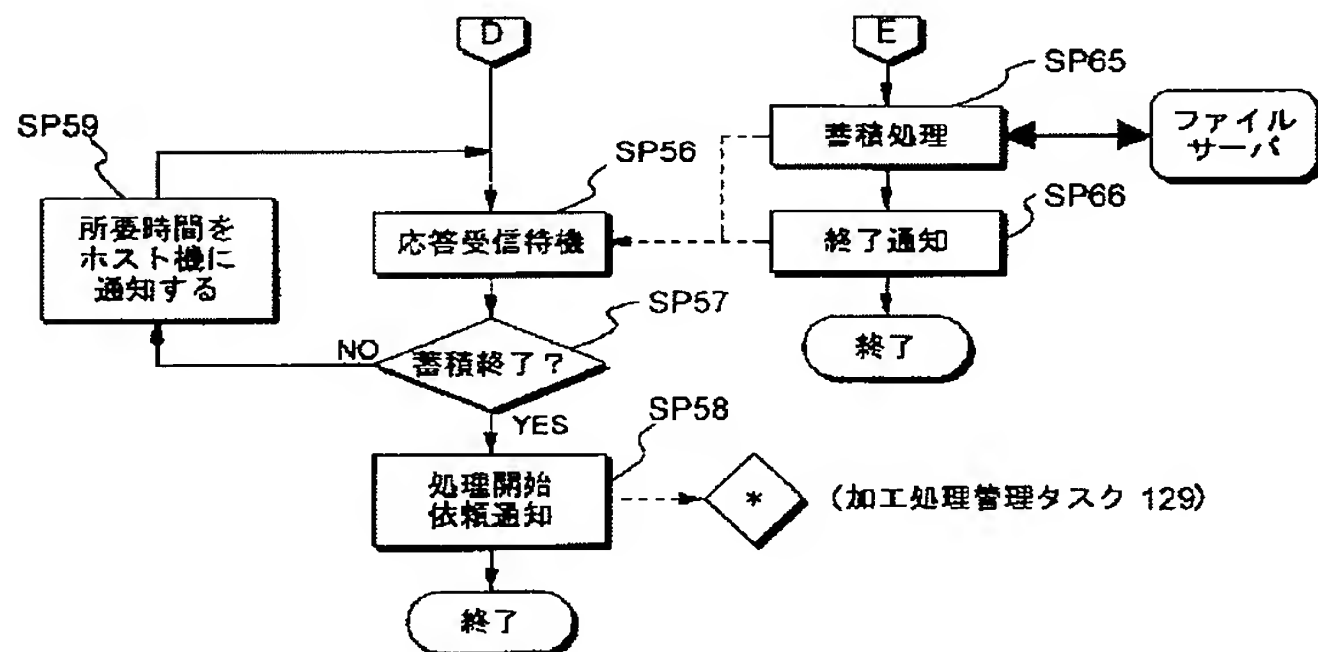 D
E
SP65
SP59
蓄積処理
ファイル
サーバ
SP56
所要時間を
ホスト機に
通知する
応答受信待機
SP66
終了通知
SP57
NO
蓄積終了?
終了
YES
SP58
処理開始
依頼通知
*
(加工処理管理タスク 129)
終了